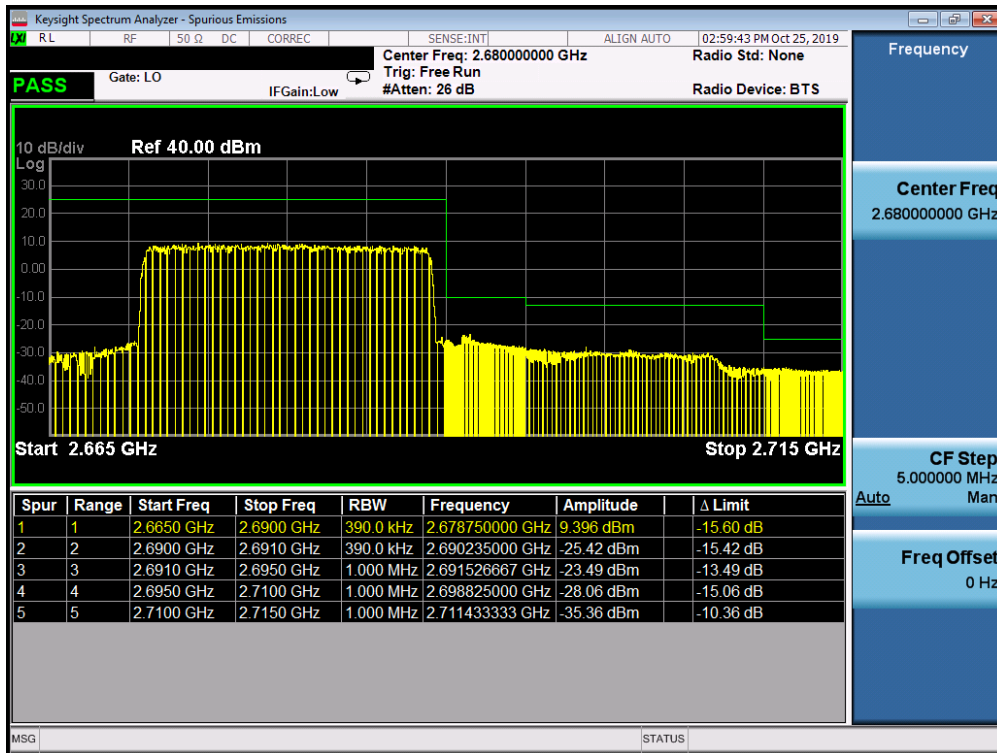 Keysight Spectrum Analyzer - Spurious Emissions
LXI RL RF 50 Ω DC CORREC SENSE:INT ALIGN AUTO 02:59:43 PM Oct 25, 2019
Frequency
Center Freq: 2.680000000 GHz Radio Std: None
PASS Gate: LO Trig: Free Run
IFGain:Low #Atten: 26 dB Radio Device: BTS
10 dB/div Ref 40.00 dBm
Log
30.0
20.0
10.0
0.00
-10.0
-20.0
-30.0
-40.0
-50.0
Start 2.665 GHz Stop 2.715 GHz
Spur Range Start Freq Stop Freq RBW Frequency Amplitude Δ Limit
1 1 2.6650 GHz 2.6900 GHz 390.0 kHz 2.678750000 GHz 9.396 dBm -15.60 dB
2 2 2.6900 GHz 2.6910 GHz 390.0 kHz 2.690235000 GHz -25.42 dBm -15.42 dB
3 3 2.6910 GHz 2.6950 GHz 1.000 MHz 2.691526667 GHz -23.49 dBm -13.49 dB
4 4 2.6950 GHz 2.7100 GHz 1.000 MHz 2.698825000 GHz -28.06 dBm -15.06 dB
5 5 2.7100 GHz 2.7150 GHz 1.000 MHz 2.711433333 GHz -35.36 dBm -10.36 dB
Center Freq
2.680000000 GHz
CF Step
5.000000 MHz
Auto Man
Freq Offset
0 Hz
MSG STATUS